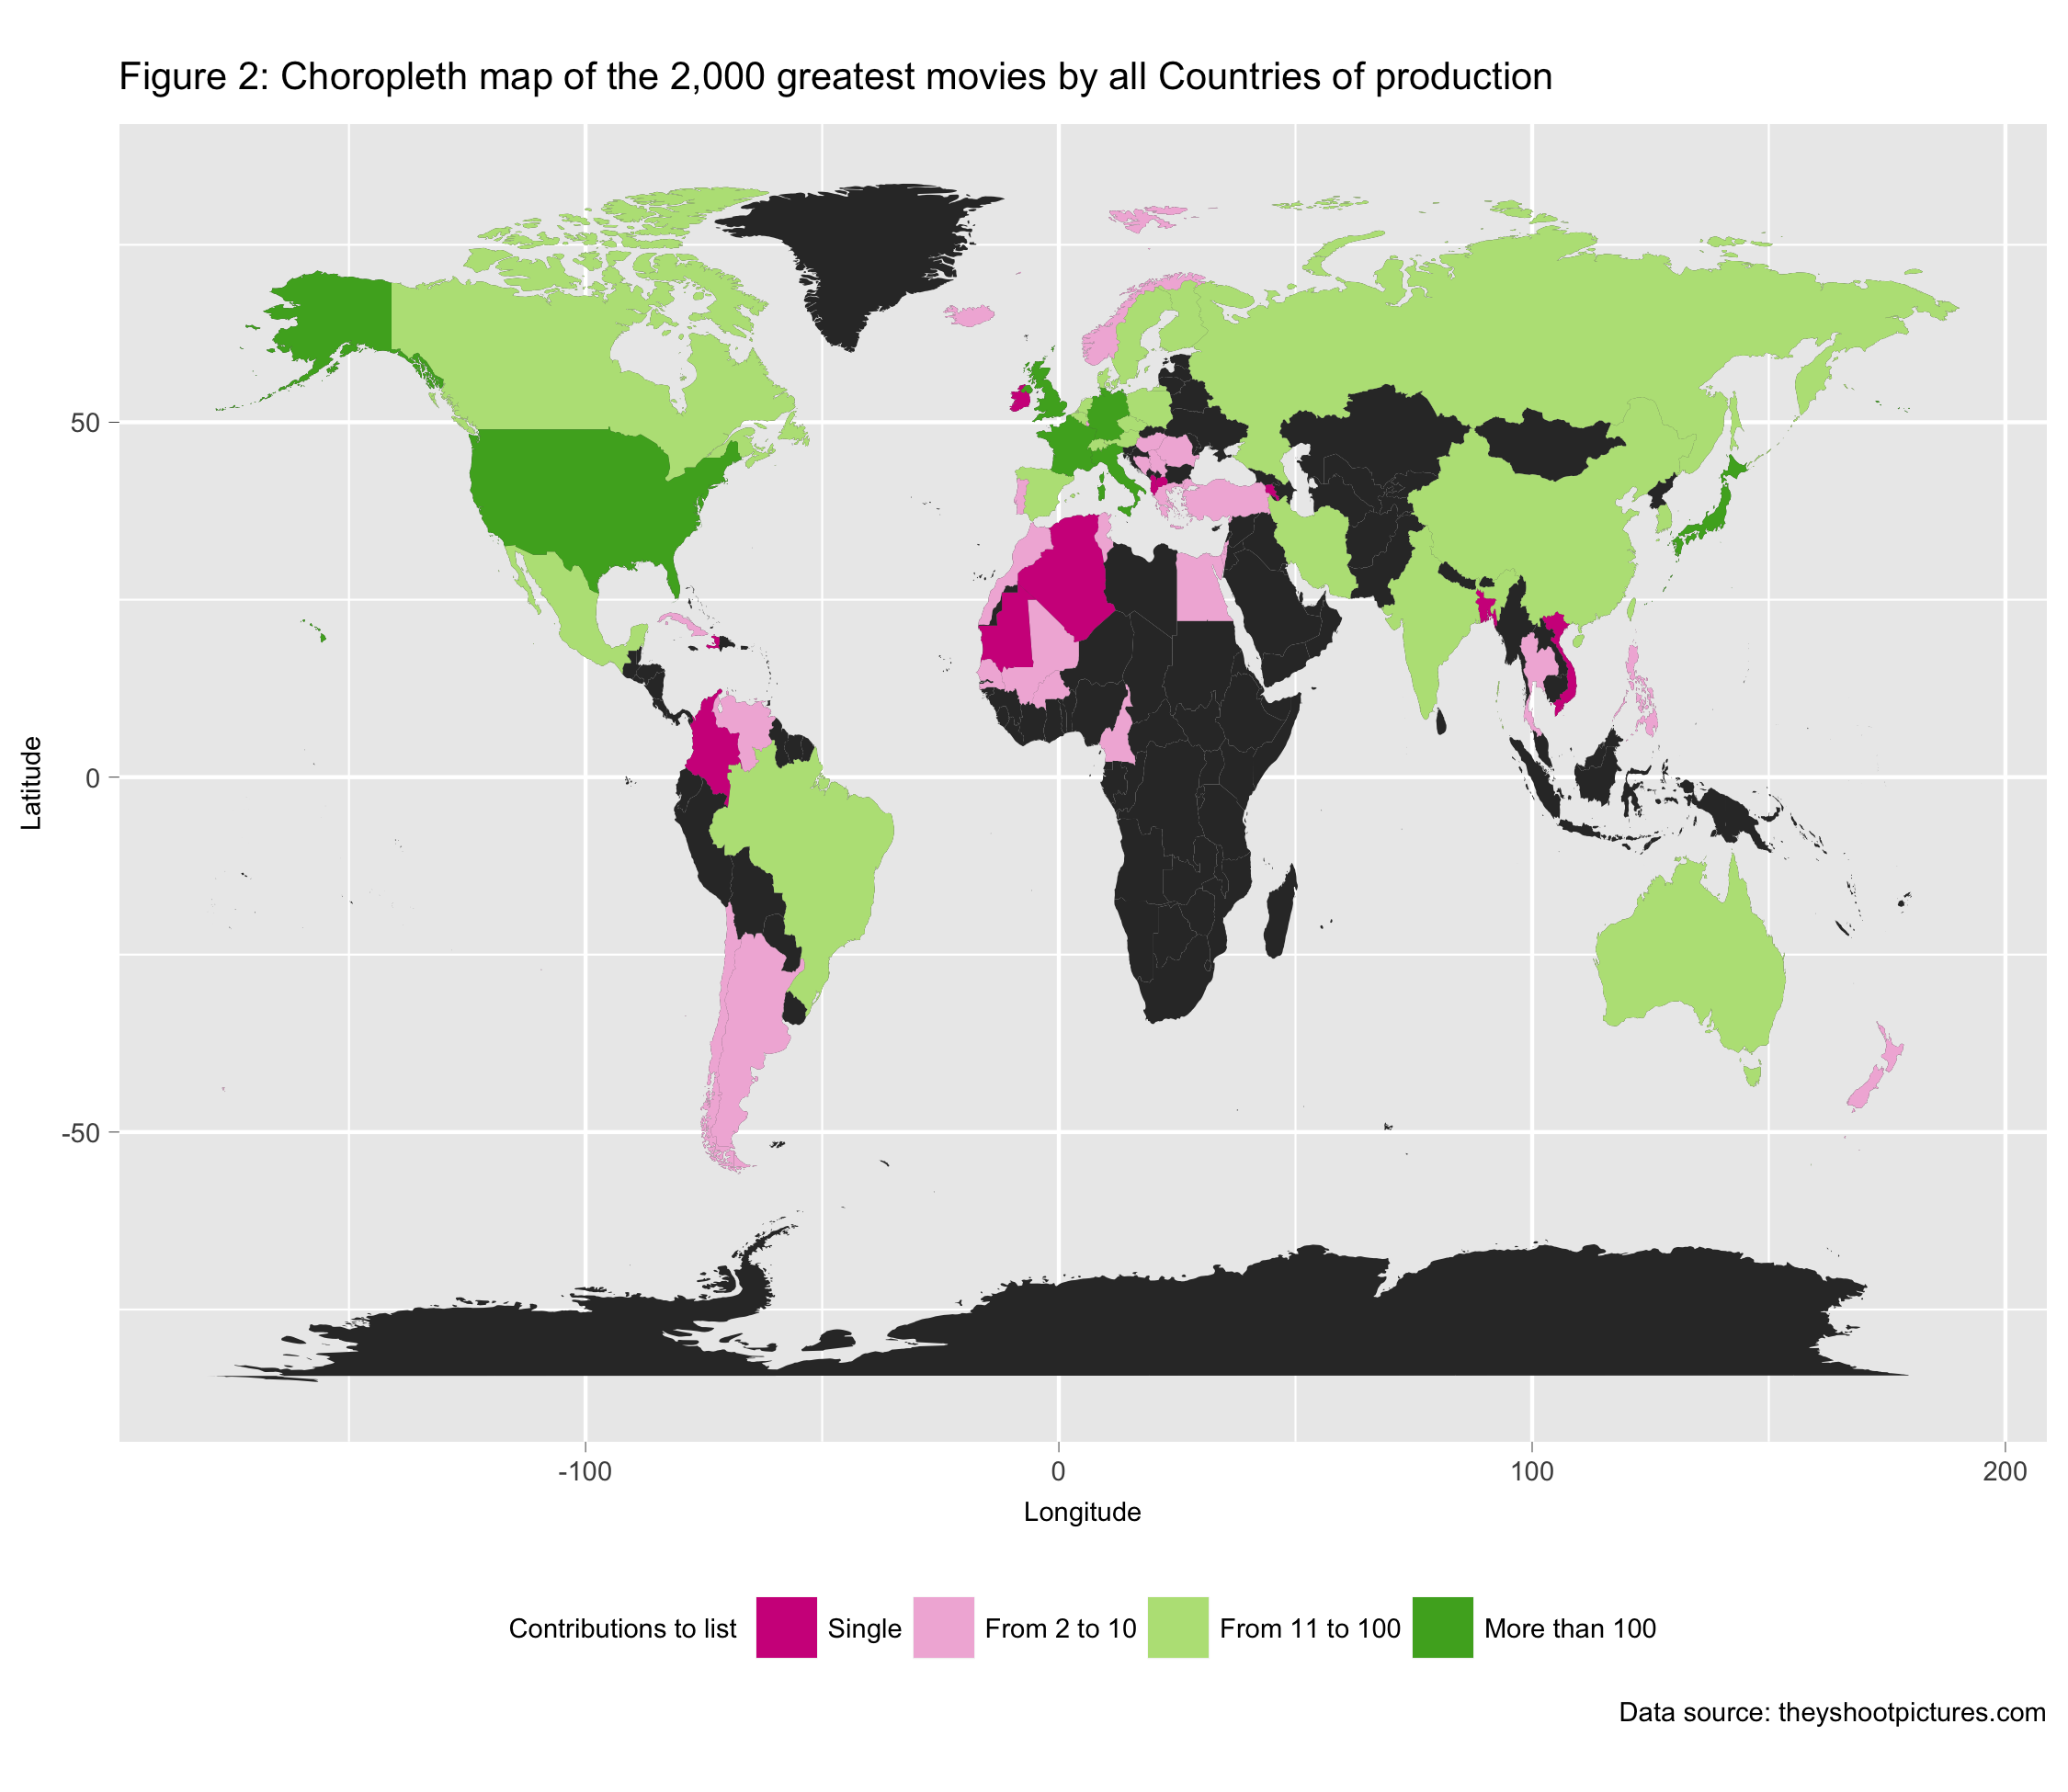 Figure 2: Choropleth map of the 2,000 greatest movies by all Countries of production
Latitude
50
0
-50
-100
0
100
200
Longitude
Contributions to list
Single
From 2 to 10
From 11 to 100
More than 100
Data source: theyshootpictures.com